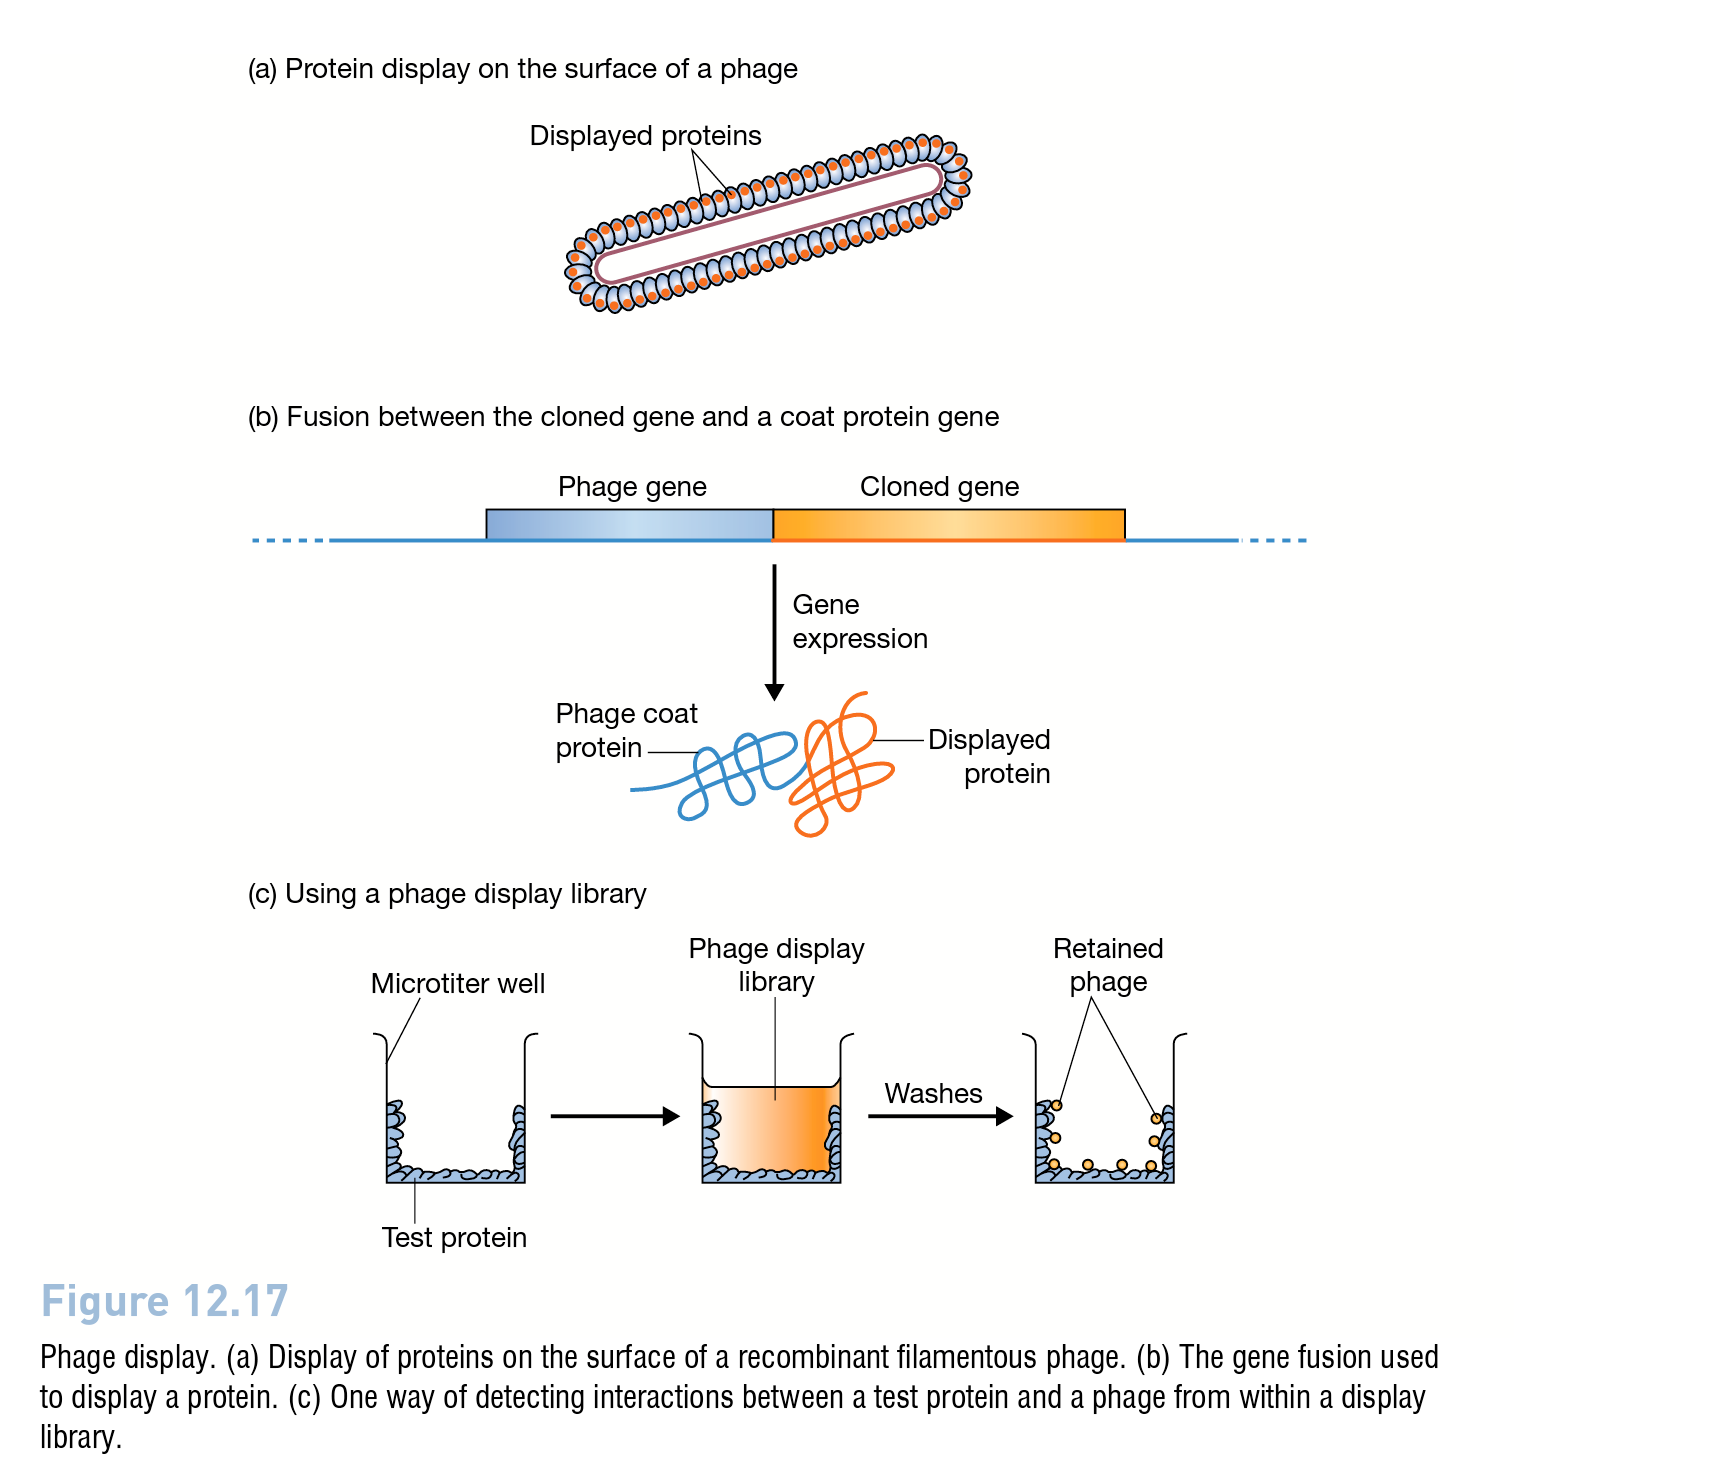 (a) Protein display on the surface of a phage
Displayed proteins
(b) Fusion between the cloned gene and a coat protein gene
Phage gene
Cloned gene
Gene
expression
Phage coat
protein
Displayed
protein
(c) Using a phage display library
Microtiter well
Phage display
library
Retained
phage
Washes
Test protein
Figure 12.17
Phage display. (a) Display of proteins on the surface of a recombinant filamentous phage. (b) The gene fusion used
to display a protein. (c) One way of detecting interactions between a test protein and a phage from within a display
library.